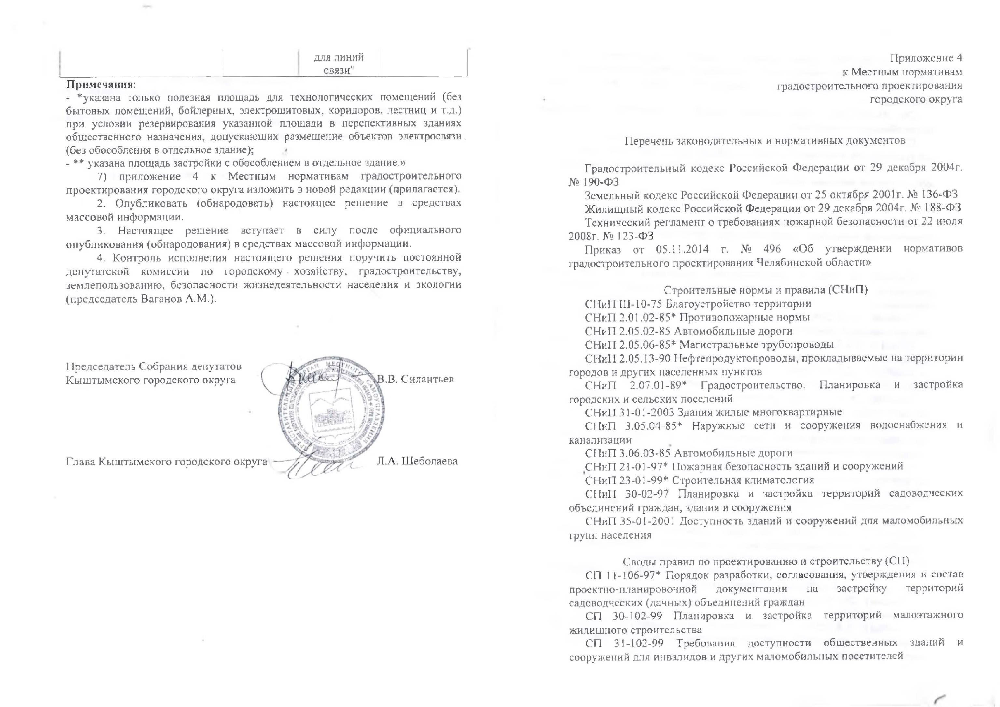 для линий
связи"
Примечания:
- *указана только полезная площадь для технологических помещений (без
бытовых помещений, бойлерных, электрощитовых, коридоров, лестниц и т.д.)
при условии резервирования указанной площади в перспективных зданиях
общественного назначения, допускающих размещение объектов электросвязи
(без обособления в отдельное здание);
- ** указана площадь застройки с обособлением в отдельное здание.»
7) приложение 4 к Местным нормативам градостроительного
проектирования городского округа изложить в новой редакции (прилагается).
2. Опубликовать (обнародовать) настоящее решение в средствах
массовой информации.
3. Настоящее решение вступает в силу после официального
опубликования (обнародования) в средствах массовой информации.
4. Контроль исполнения настоящего решения поручить постоянной
депутатской комиссии по городскому хозяйству, градостроительству,
землепользованию, безопасности жизнедеятельности населения и экологии
(председатель Ваганов А.М.).
Председатель Собрания депутатов
Кыштымского городского округа В.В. Силантьев
ПРЕДСТАВИТЕЛЬНЫЙ ОРГАН МЕСТНОГО САМОУПРАВЛЕНИЯ
Глава Кыштымского городского округа Л.А. Шеболаева
Приложение 4
к Местным нормативам
градостроительного проектирования
городского округа
Перечень законодательных и нормативных документов
Градостроительный кодекс Российской Федерации от 29 декабря 2004г.
№ 190-ФЗ
Земельный кодекс Российской Федерации от 25 октября 2001г. № 136-ФЗ
Жилищный кодекс Российской Федерации от 29 декабря 2004г. № 188-ФЗ
Технический регламент о требованиях пожарной безопасности от 22 июля
2008г. № 123-ФЗ
Приказ от 05.11.2014 г. № 496 «Об утверждении нормативов
градостроительного проектирования Челябинской области»
Строительные нормы и правила (СНиП)
СНиП III-10-75 Благоустройство территории
СНиП 2.01.02-85* Противопожарные нормы
СНиП 2.05.02-85 Автомобильные дороги
СНиП 2.05.06-85* Магистральные трубопроводы
СНиП 2.05.13-90 Нефтепродуктопроводы, прокладываемые на территории
городов и других населенных пунктов
СНиП 2.07.01-89* Градостроительство. Планировка и застройка
городских и сельских поселений
СНиП 31-01-2003 Здания жилые многоквартирные
СНиП 3.05.04-85* Наружные сети и сооружения водоснабжения и
канализации
СНиП 3.06.03-85 Автомобильные дороги
СНиП 21-01-97* Пожарная безопасность зданий и сооружений
СНиП 23-01-99* Строительная климатология
СНиП 30-02-97 Планировка и застройка территорий садоводческих
объединений граждан, здания и сооружения
СНиП 35-01-2001 Доступность зданий и сооружений для маломобильных
групп населения
Своды правил по проектированию и строительству (СП)
СП 11-106-97* Порядок разработки, согласования, утверждения и состав
проектно-планировочной документации на застройку территорий
садоводческих (дачных) объединений граждан
СП 30-102-99 Планировка и застройка территорий малоэтажного
жилищного строительства
СП 31-102-99 Требования доступности общественных зданий и
сооружений для инвалидов и других маломобильных посетителей